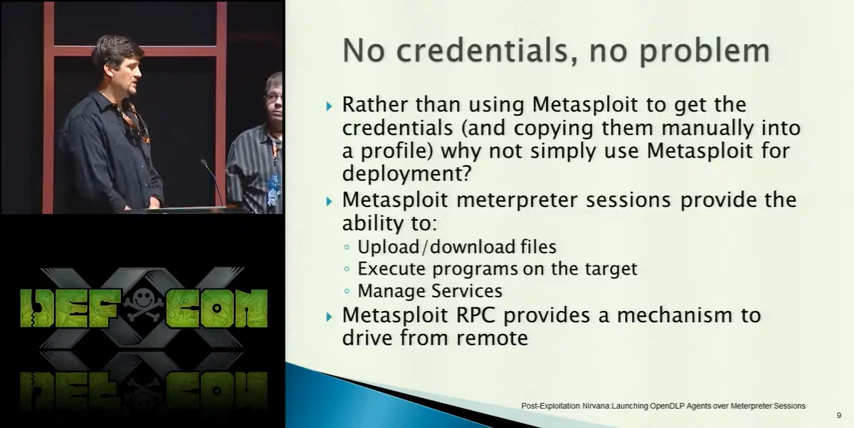 No credentials, no problem
Rather than using Metasploit to get the
credentials (and copying them manually into
a profile) why not simply use Metasploit for
deployment?
Metasploit meterpreter sessions provide the
ability to:
Upload/download files
Execute programs on the target
Manage Services
Metasploit RPC provides a mechanism to
drive from remote
Post-Exploitation Nirvana:Launching OpenDLP Agents over Meterpreter Sessions
9
XX
DEF CON